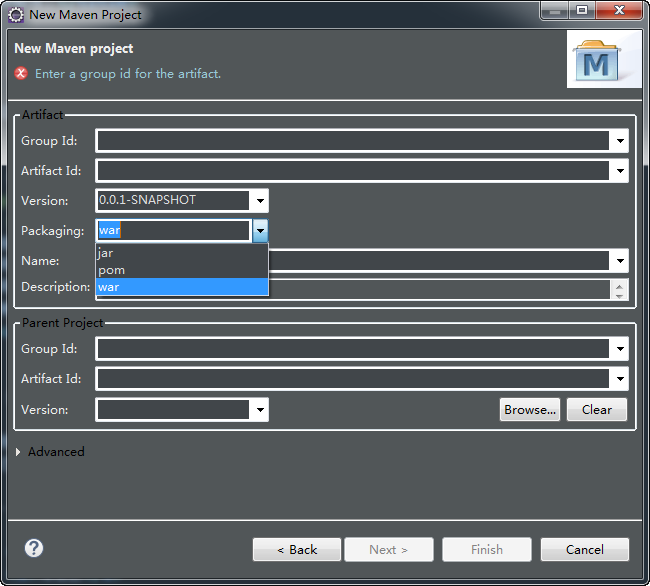 New Maven Project
New Maven project
Enter a group id for the artifact.
M
Artifact
Group Id:
Artifact Id:
Version: 0.0.1-SNAPSHOT
Packaging: war
jar
Name:
pom
Description: war
Parent Project
Group Id:
Artifact Id:
Version: Browse... Clear
Advanced
? < Back Next > Finish Cancel